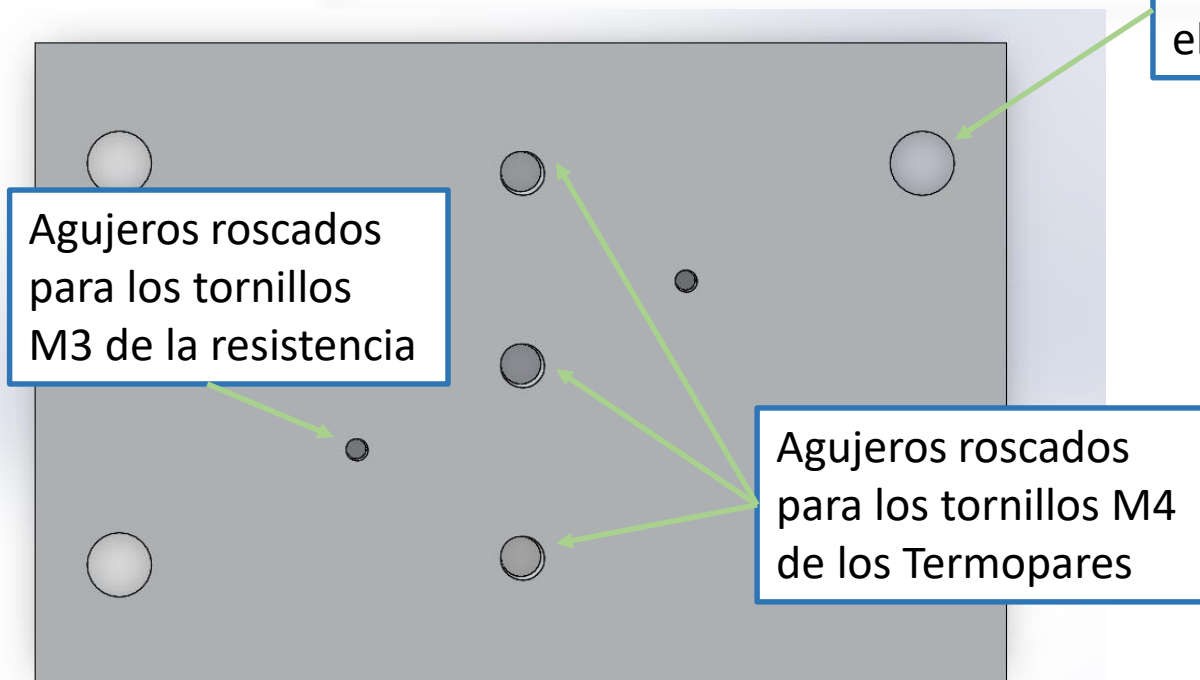 Agujeros roscados
para los tornillos
M3 de la resistencia
Agujeros roscados
para los tornillos M4
de los Termopares